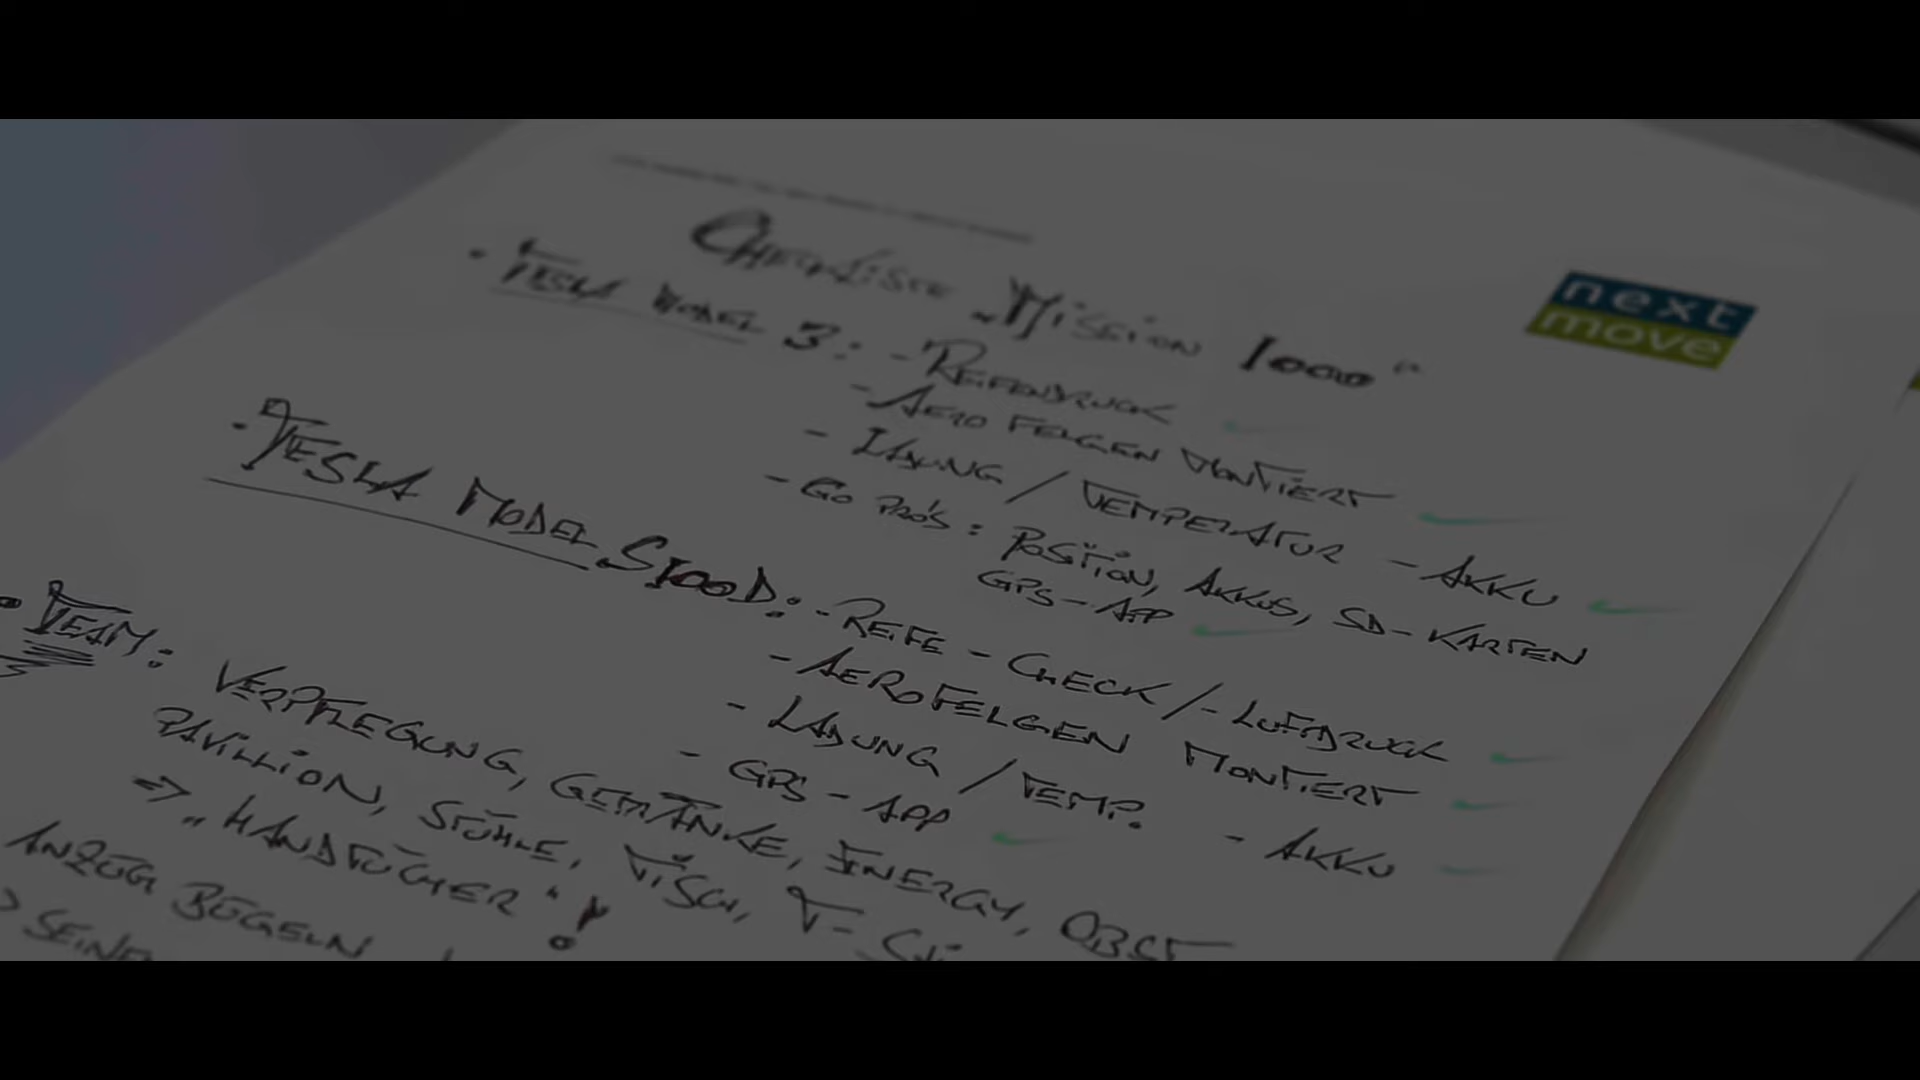 Checkliste „Mission 1000"
next
move
• Tesla Model 3: - Reifendruck
- Aero Felgen montiert
- Ladung / Temperatur - Akku
- Go Pro's: Position, Akkus, SD-Karten
GPS-App
• Tesla Model S100D: - Reife - Check / - Luftdruck
- Aerofelgen montiert
- Ladung / Temp. - Akku
- GPS - App
• Team: Verpflegung, Getränke, Energy, Obst
Pavillion, Stühle, Tisch, T-
=> „Handtücher"!
Anzug bügeln